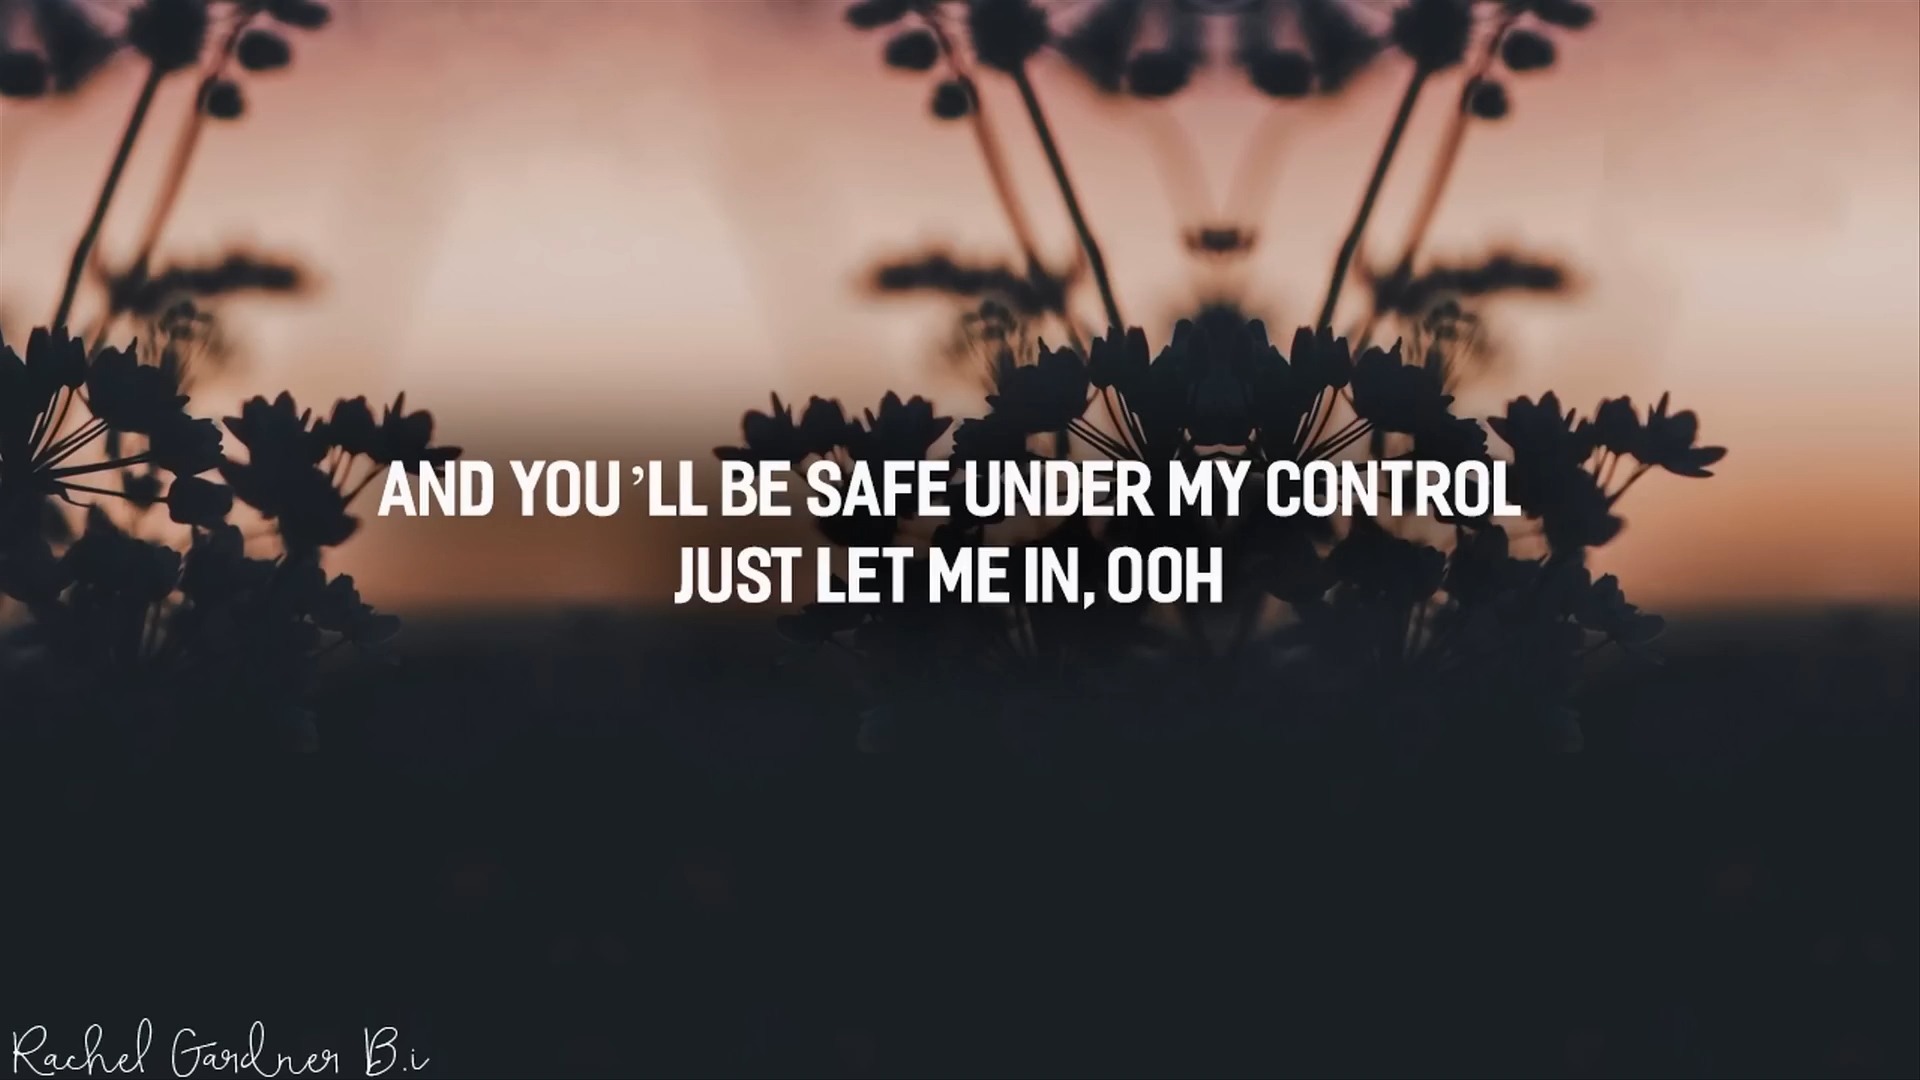 AND YOU'LL BE SAFE UNDER MY CONTROL
JUST LET ME IN, OOH
Rachel Gardner B.i